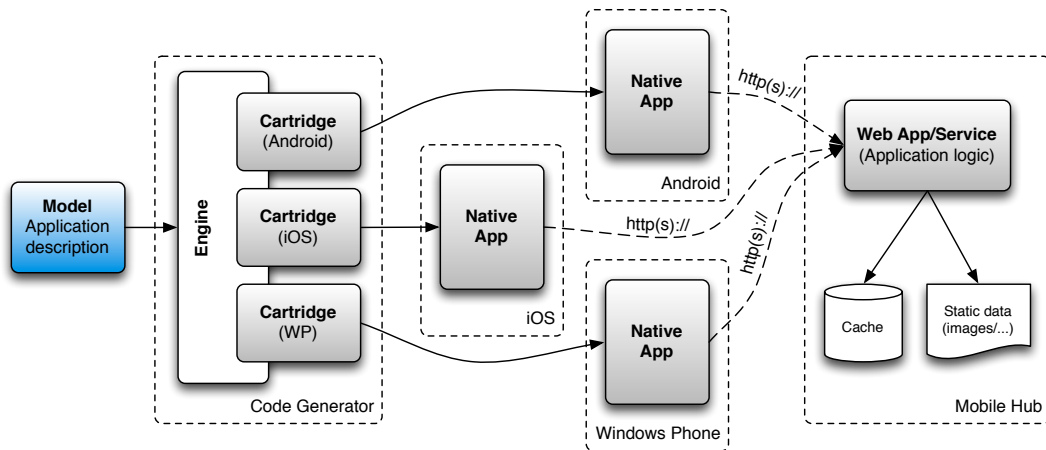 Model
Application
description
Engine
Cartridge
(Android)
Cartridge
(iOS)
Cartridge
(WP)
Code Generator
Native
App
iOS
Native
App
Android
Native
App
Windows Phone
http(s)://
http(s)://
http(s)://
Web App/Service
(Application logic)
Cache
Static data
(images/...)
Mobile Hub